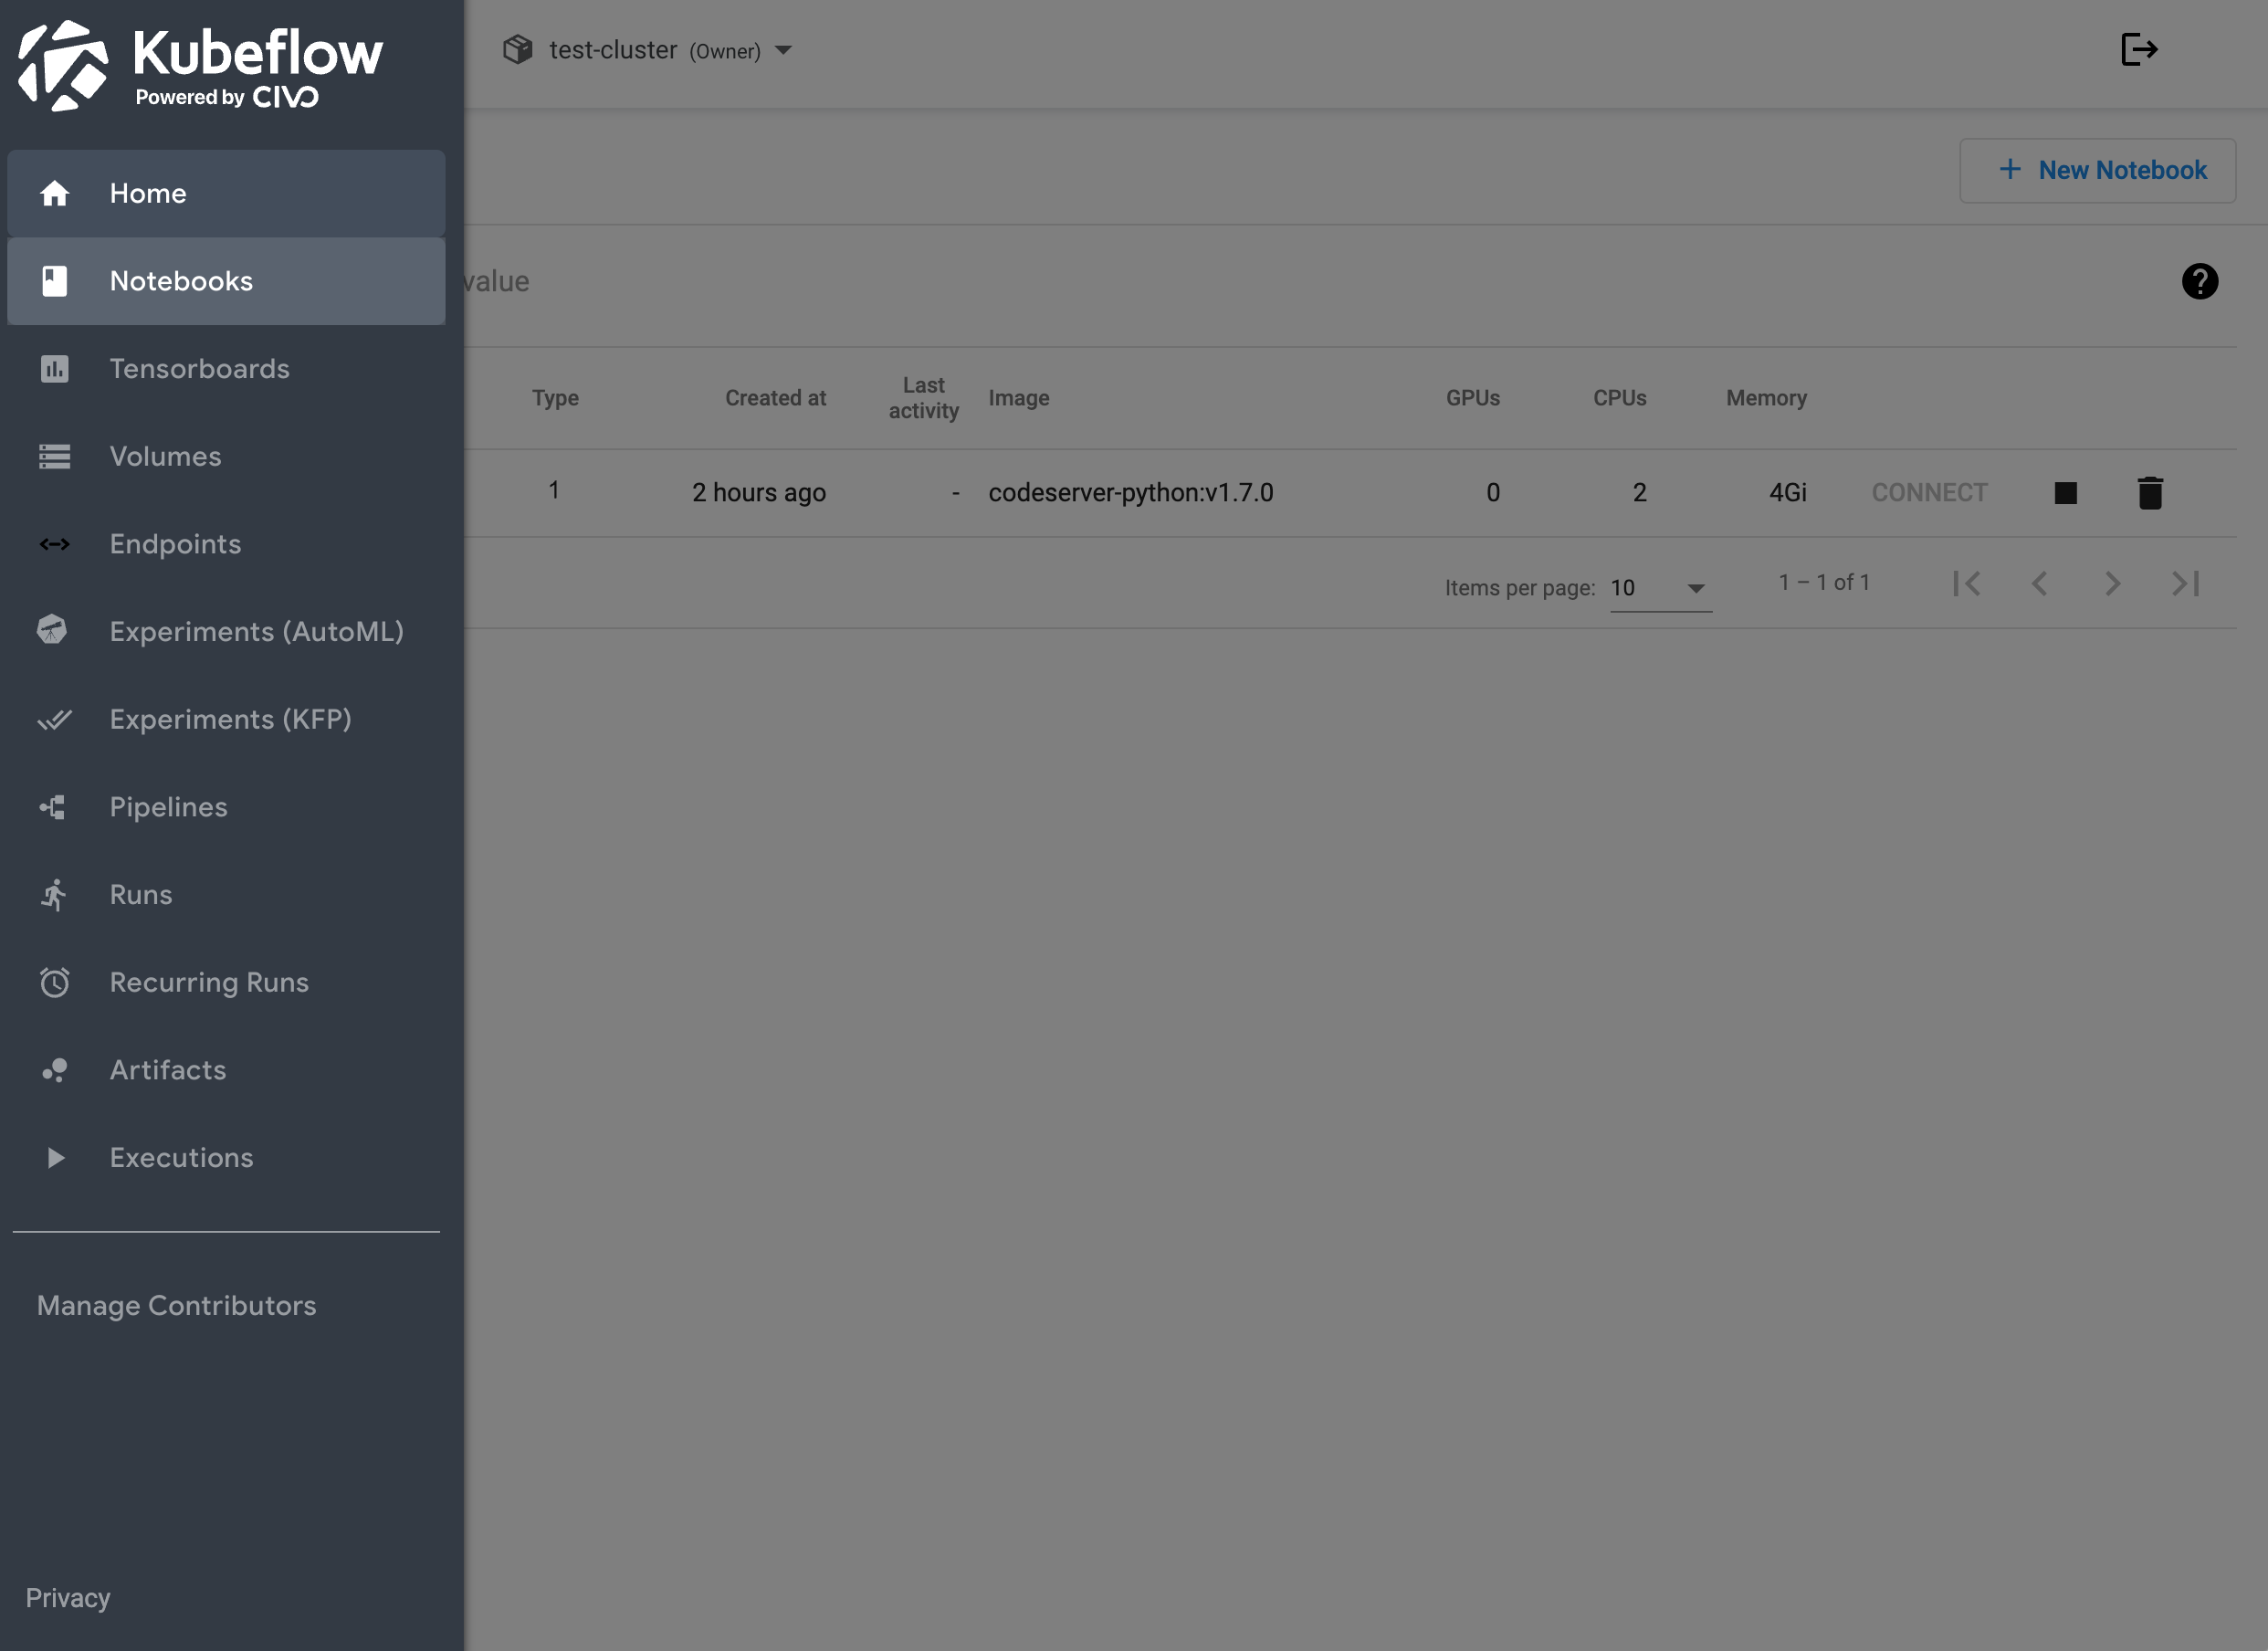 Kubeflow
Powered by CIVO
test-cluster (Owner)
Home
Notebooks
Tensorboards
Volumes
Endpoints
Experiments (AutoML)
Experiments (KFP)
Pipelines
Runs
Recurring Runs
Artifacts
Executions
Manage Contributors
Privacy
+ New Notebook
value
?
Type Created at Last activity Image GPUs CPUs Memory
1 2 hours ago - codeserver-python:v1.7.0 0 2 4Gi CONNECT
Items per page: 10 1 – 1 of 1